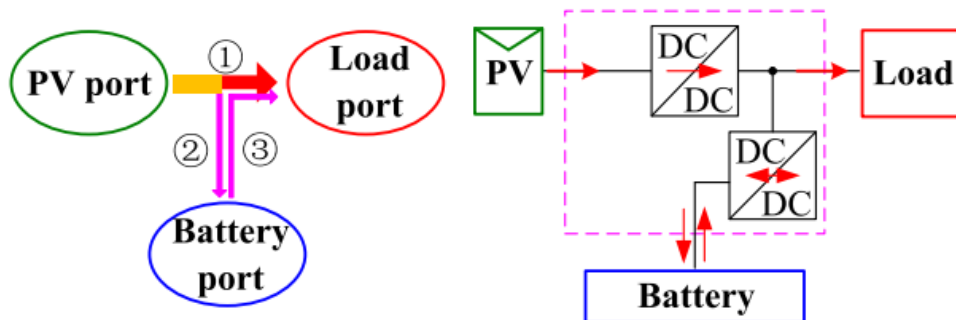 PV port
①
Load
port
②
③
Battery
port
PV
DC
DC
Load
DC
DC
Battery